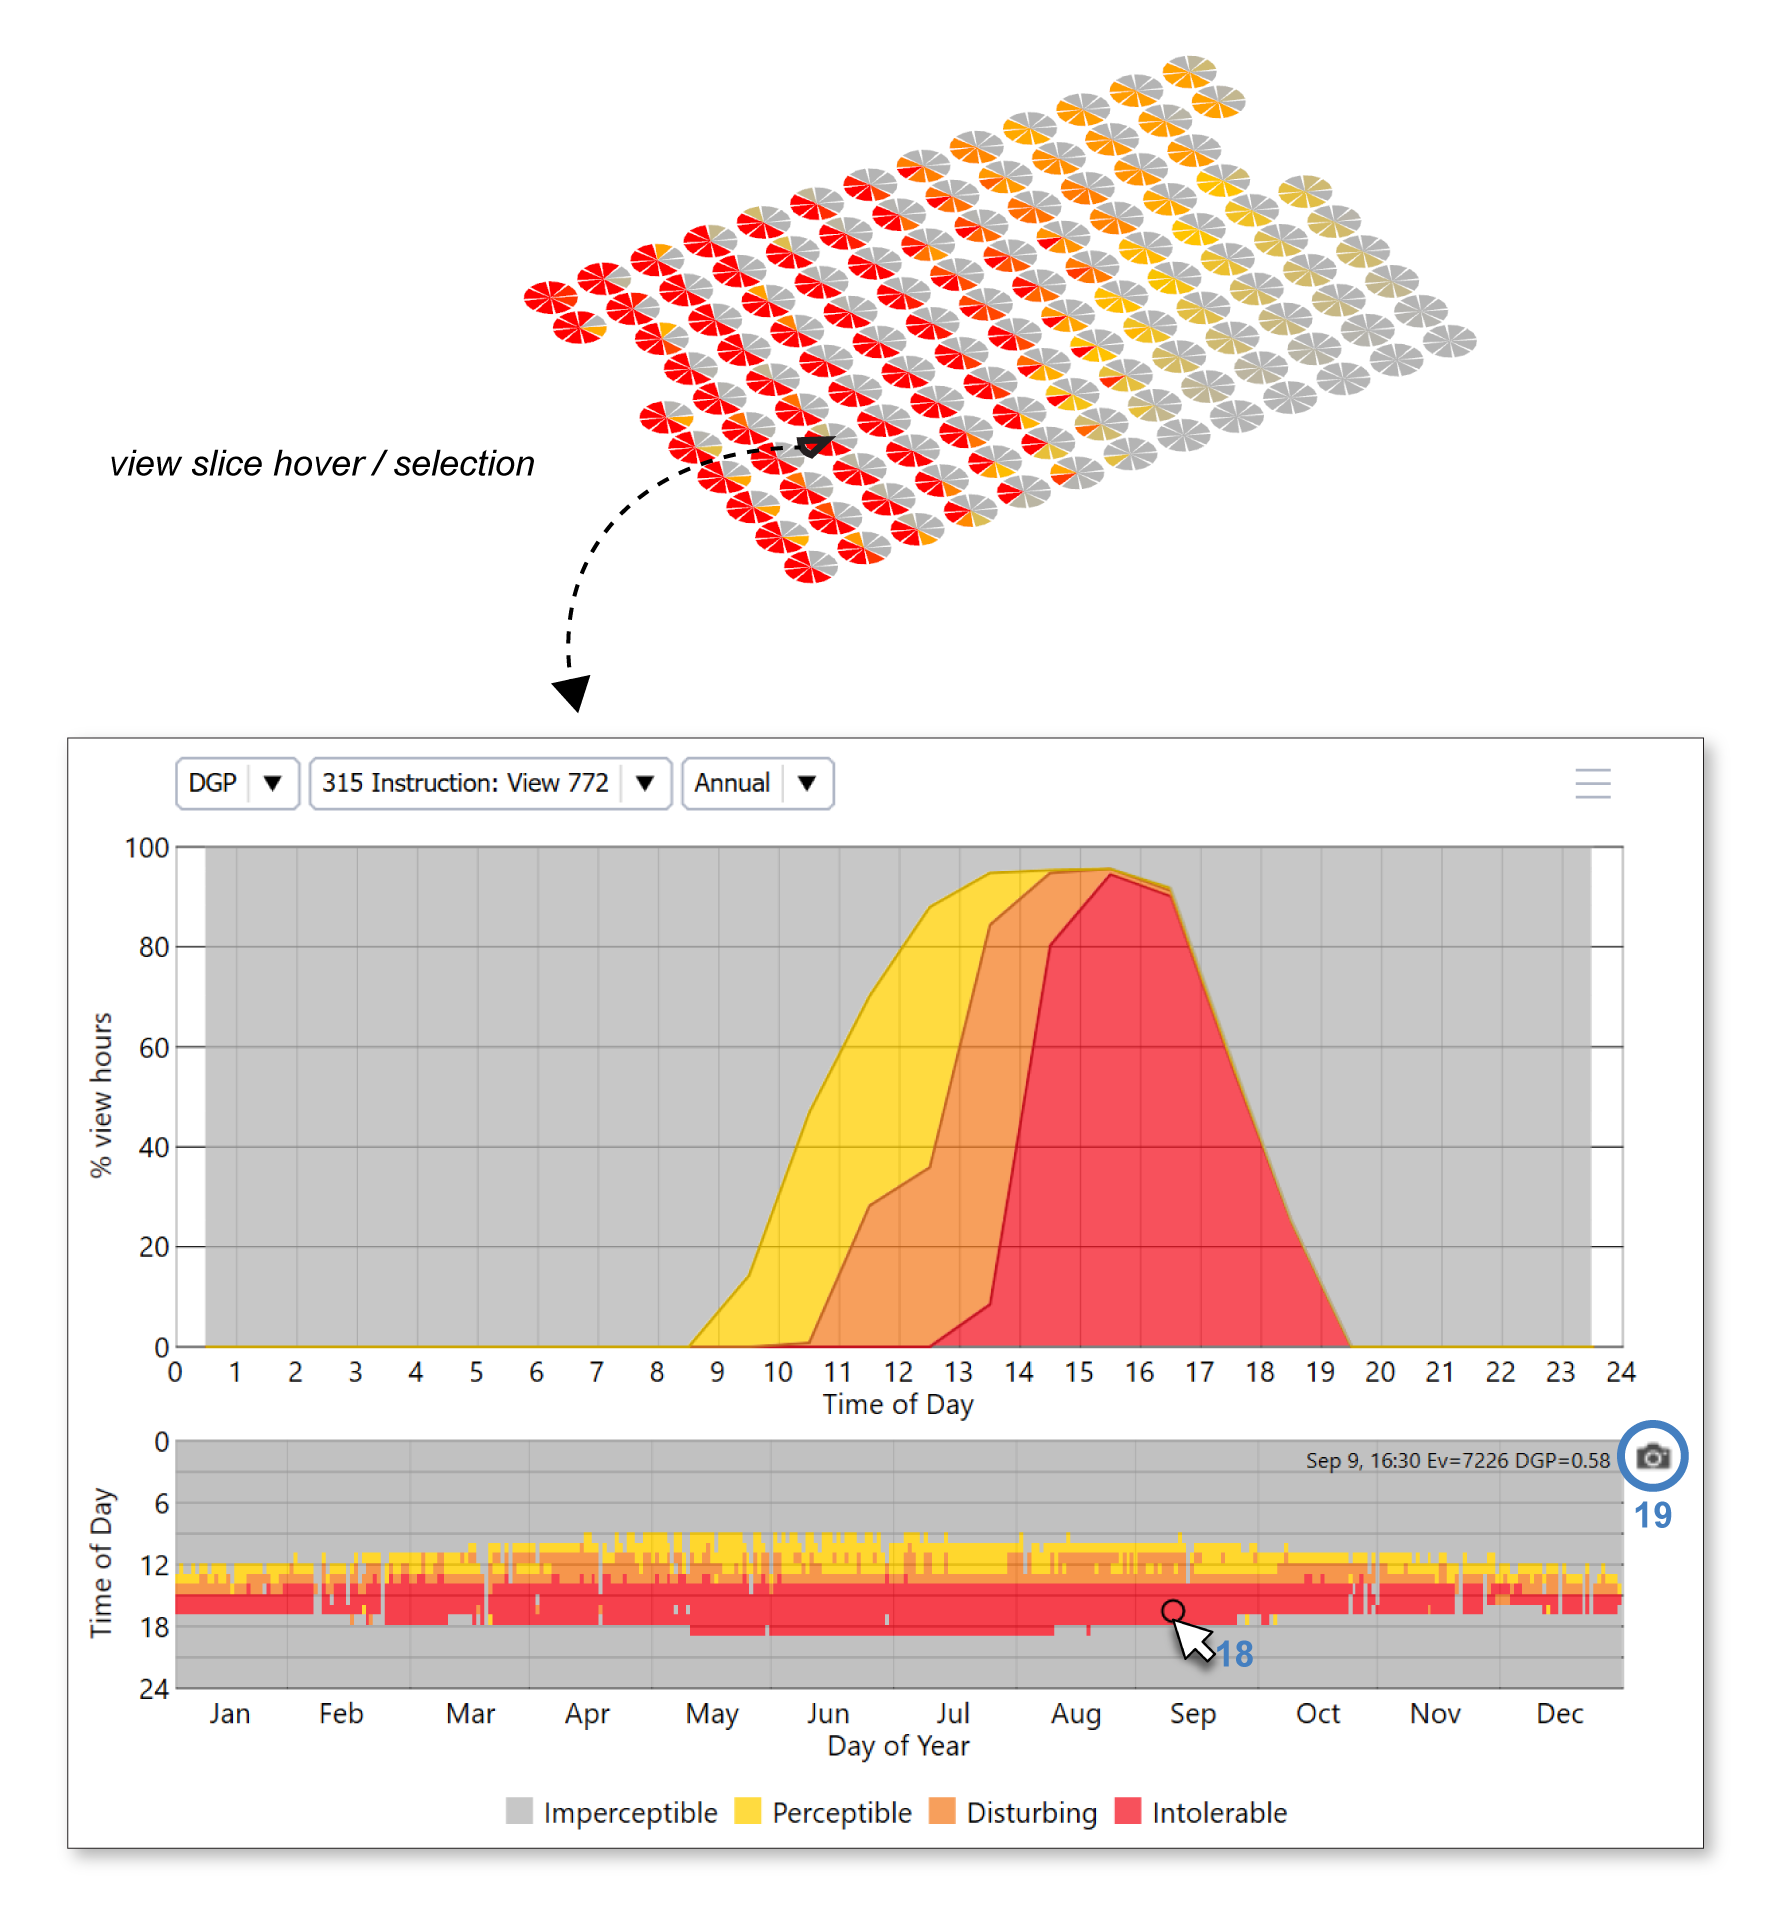 view slice hover / selection
DGP ▼ 315 Instruction: View 772 ▼ Annual ▼
100
80
60
40
20
0
% view hours
0 1 2 3 4 5 6 7 8 9 10 11 12 13 14 15 16 17 18 19 20 21 22 23 24
Time of Day
Sep 9, 16:30 Ev=7226 DGP=0.58
19
0
6
12
18
24
Time of Day
18
Jan Feb Mar Apr May Jun Jul Aug Sep Oct Nov Dec
Day of Year
Imperceptible Perceptible Disturbing Intolerable